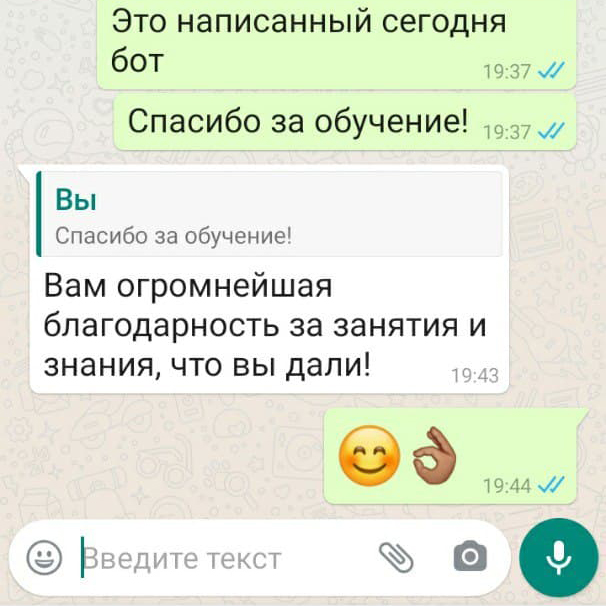 Это написанный сегодня
бот
19:37
Спасибо за обучение!
19:37
Вы
Спасибо за обучение!
Вам огромнейшая
благодарность за занятия и
знания, что вы дали!
19:43
19:44
Введите текст